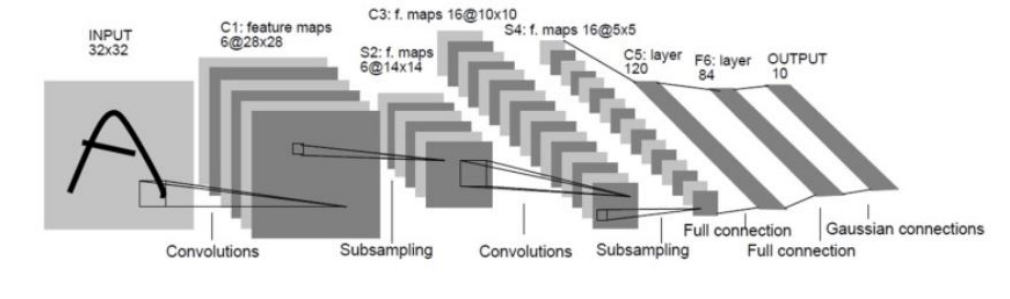 INPUT
32x32
C1: feature maps
6@28x28
S2: f. maps
6@14x14
C3: f. maps 16@10x10
S4: f. maps 16@5x5
C5: layer
120
F6: layer
84
OUTPUT
10
Convolutions
Subsampling
Convolutions
Subsampling
Full connection
Full connection
Gaussian connections
A